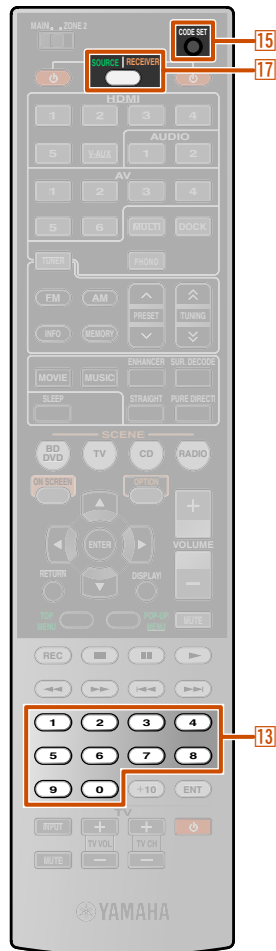 MAIN ZONE 2
CODE SET
15
SOURCE RECEIVER
17
HDMI
1 2 3 4
AUDIO
5 V-AUX 1 2
AV
1 2 3 4
5 6 MULTI DOCK
TUNER PHONO
FM AM
PRESET TUNING
INFO MEMORY
ENHANCER SUR. DECODE
MOVIE MUSIC
SLEEP STRAIGHT PURE DIRECT
SCENE
BD DVD TV CD RADIO
ON SCREEN OPTION
ENTER
VOLUME
RETURN DISPLAY
TOP MENU POP-UP MENU MUTE
REC
1 2 3 4
13
5 6 7 8
9 0 +10 ENT
TV
INPUT TV VOL TV CH
MUTE
YAMAHA